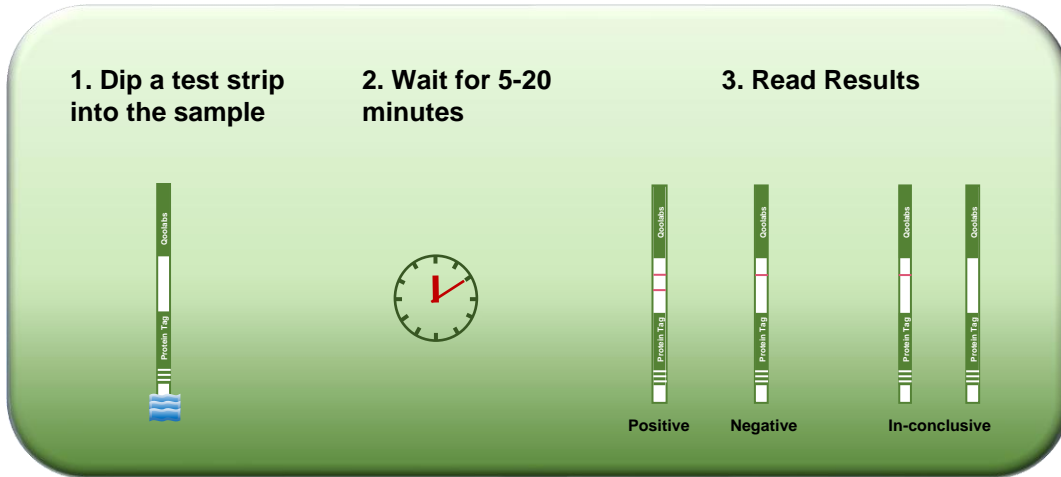 1. Dip a test strip
into the sample
2. Wait for 5-20
minutes
3. Read Results
Qoolabs
Protein Tag
Qoolabs
Protein Tag
Qoolabs
Protein Tag
Qoolabs
Protein Tag
Qoolabs
Protein Tag
Positive
Negative
In-conclusive